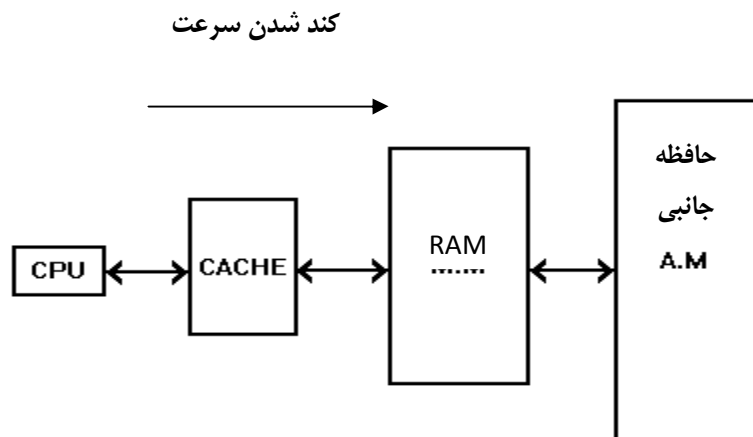 کند شدن سرعت
CPU
CACHE
RAM
حافظه
جانبی
A.M